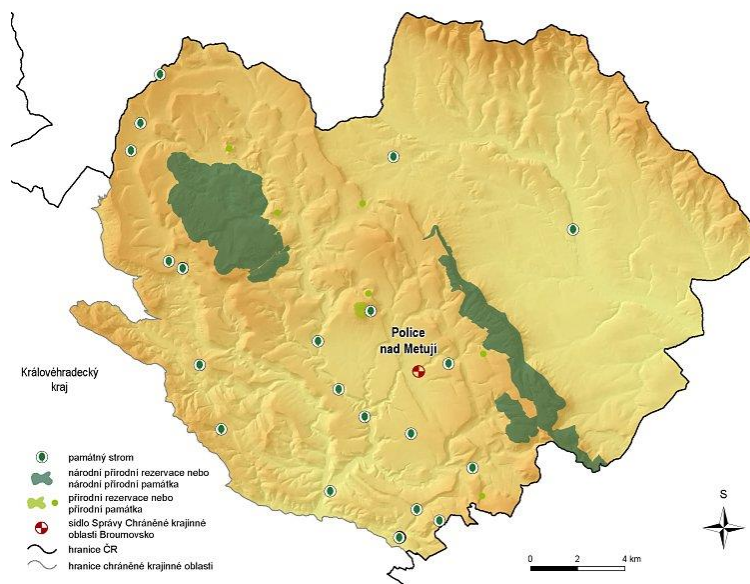 Police
nad Metují
Královéhradecký
kraj
památný strom
národní přírodní rezervace nebo
národní přírodní památka
přírodní rezervace nebo
přírodní památka
sídlo Správy Chráněné krajinné
oblasti Broumovsko
hranice ČR
hranice chráněné krajinné oblasti
S
0 2 4 km